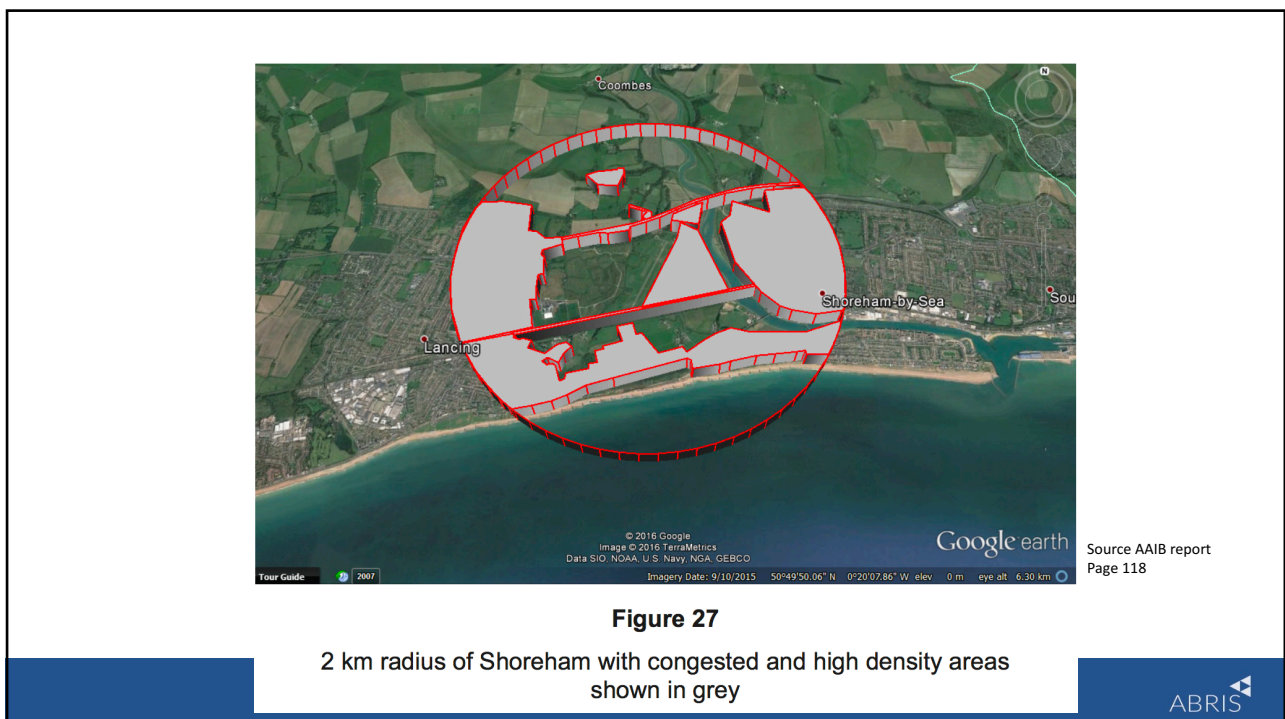 Coombes
N
Shoreham-by-Sea
Sou
Lancing
© 2016 Google
Image © 2016 TerraMetrics
Data SIO, NOAA, U.S. Navy, NGA, GEBCO
Google earth
Tour Guide
2007
Imagery Date: 9/10/2015 50°49'50.06" N 0°20'07.86" W elev 0 m eye alt 6.30 km
Source AAIB report
Page 118
Figure 27
2 km radius of Shoreham with congested and high density areas
shown in grey
ABRIS